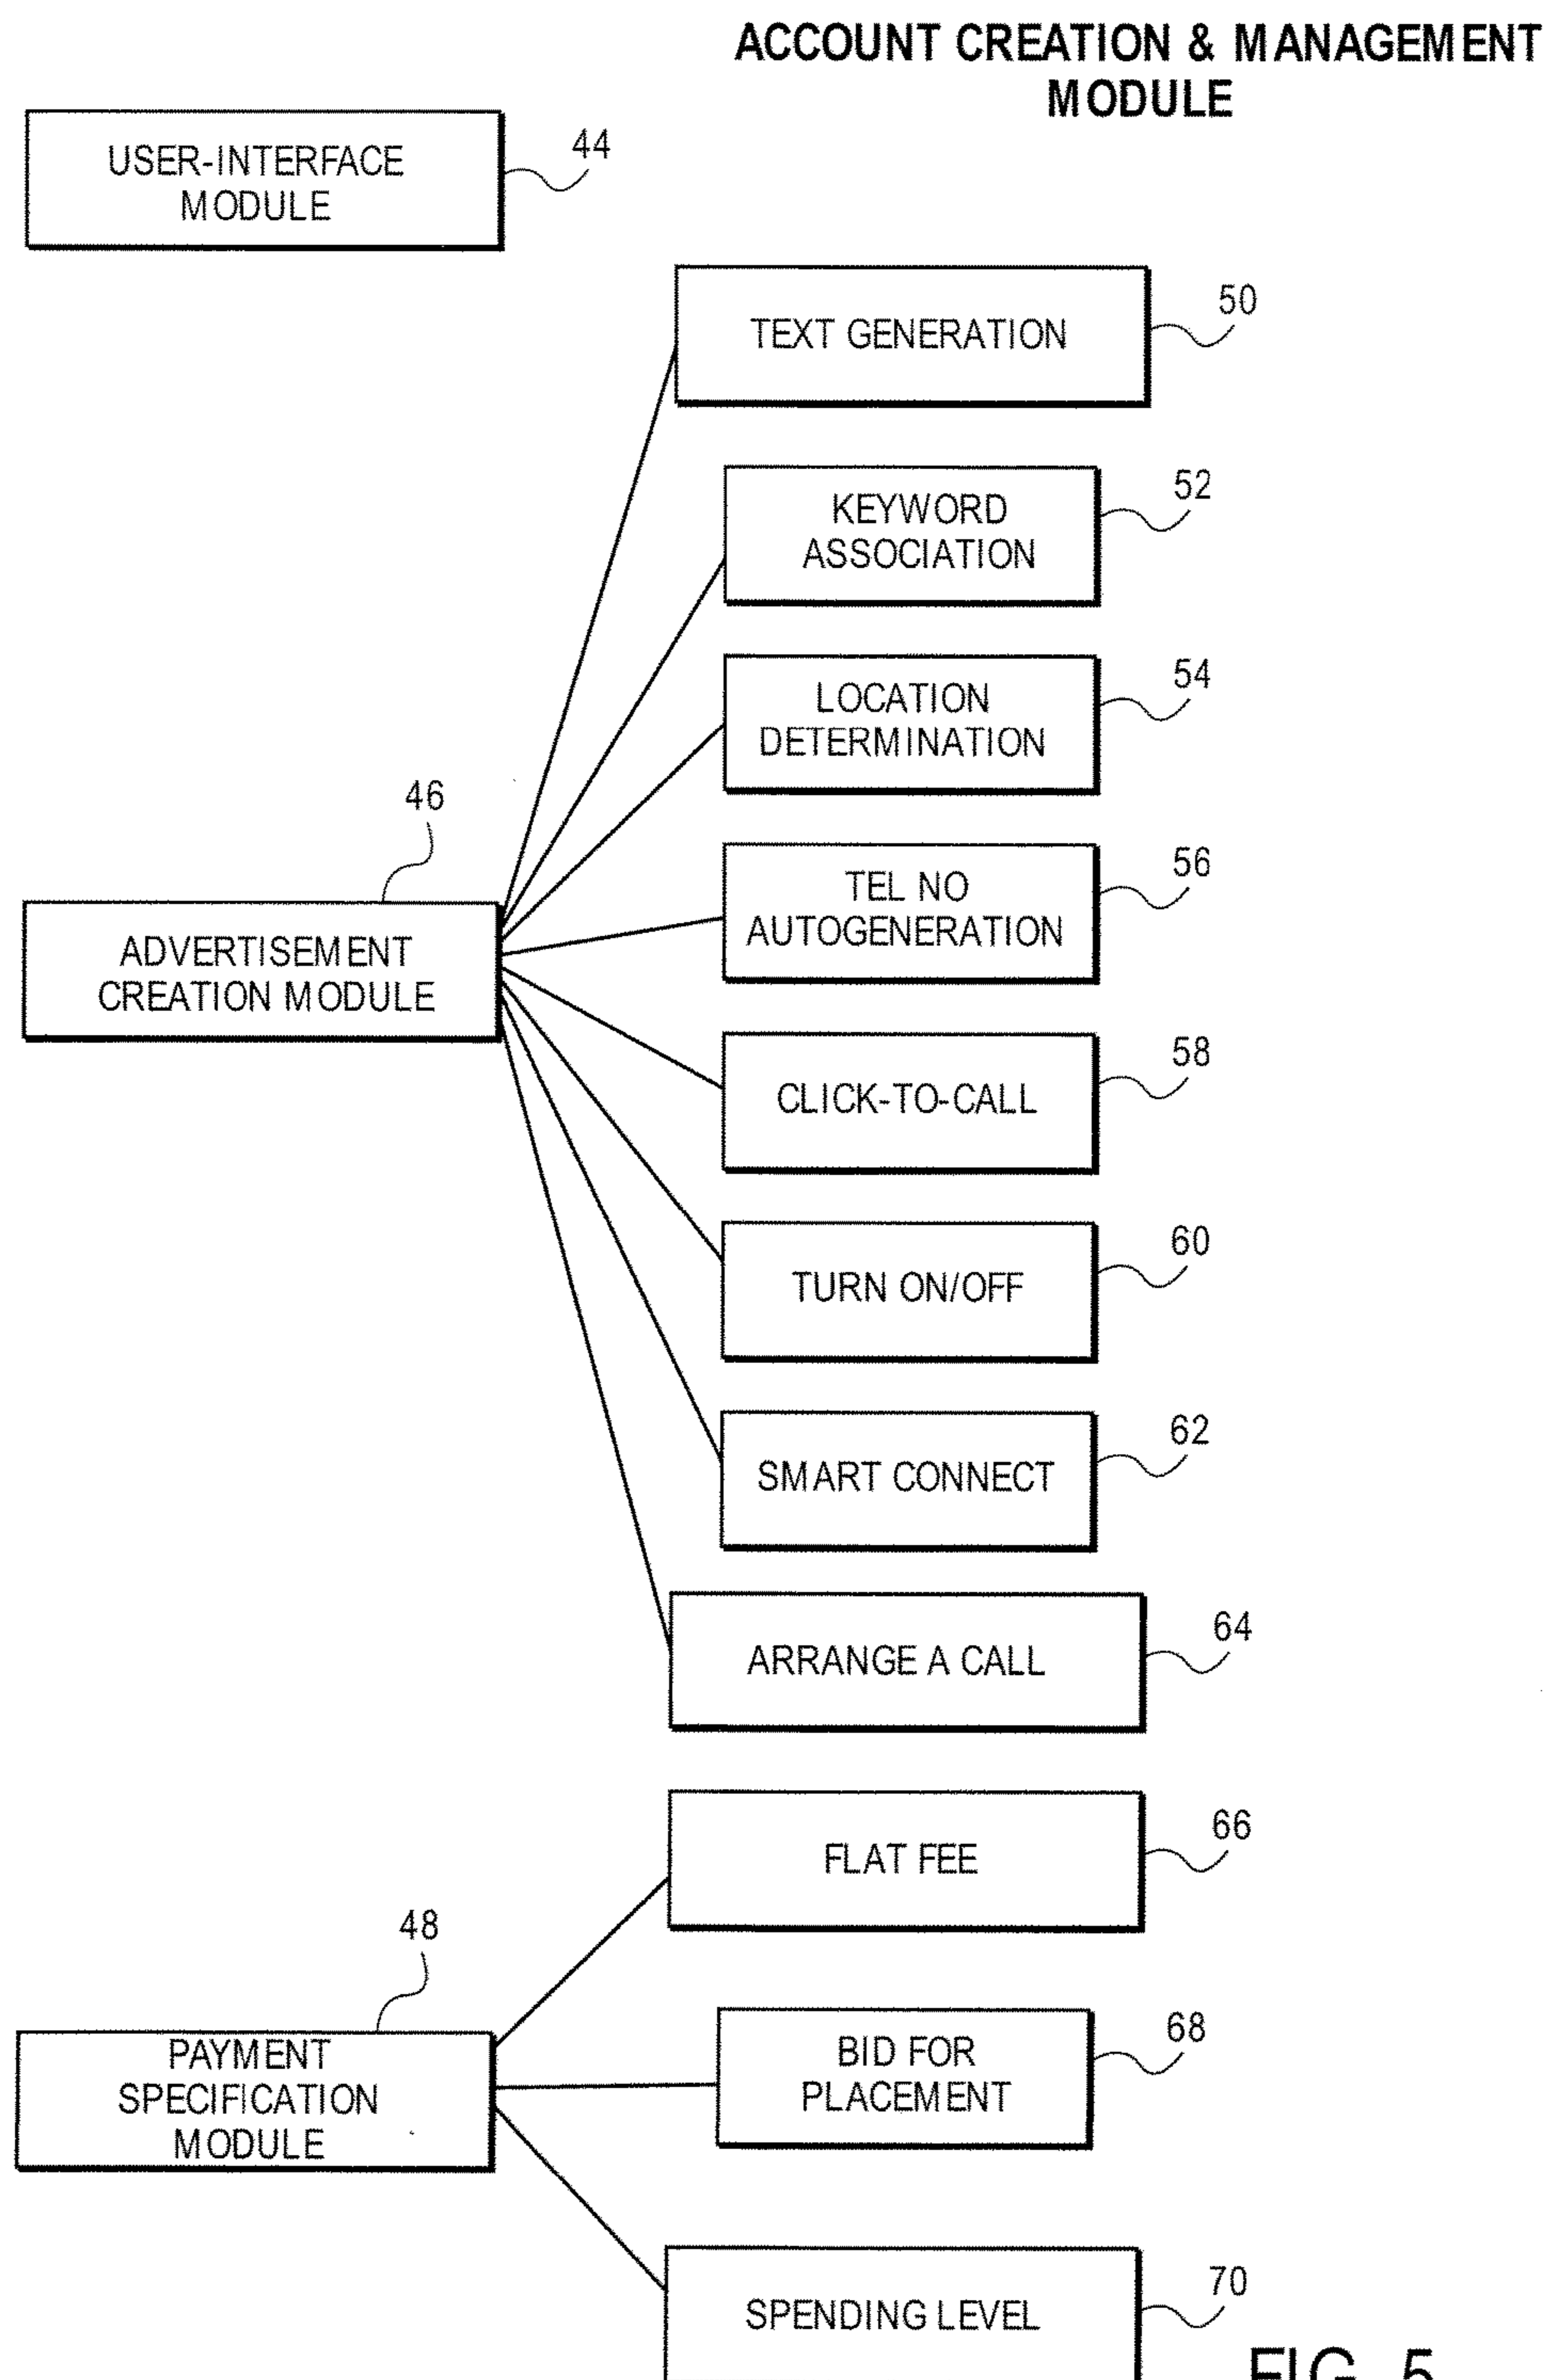 ACCOUNT CREATION & MANAGEMENT
MODULE
USER-INTERFACE
MODULE
44
TEXT GENERATION
50
KEYWORD
ASSOCIATION
52
LOCATION
DETERMINATION
54
TEL NO
AUTOGENERATION
56
46
ADVERTISEMENT
CREATION MODULE
CLICK-TO-CALL
58
TURN ON/OFF
60
SMART CONNECT
62
ARRANGE A CALL
64
FLAT FEE
66
48
PAYMENT
SPECIFICATION
MODULE
BID FOR
PLACEMENT
68
SPENDING LEVEL
70
FIG. 5